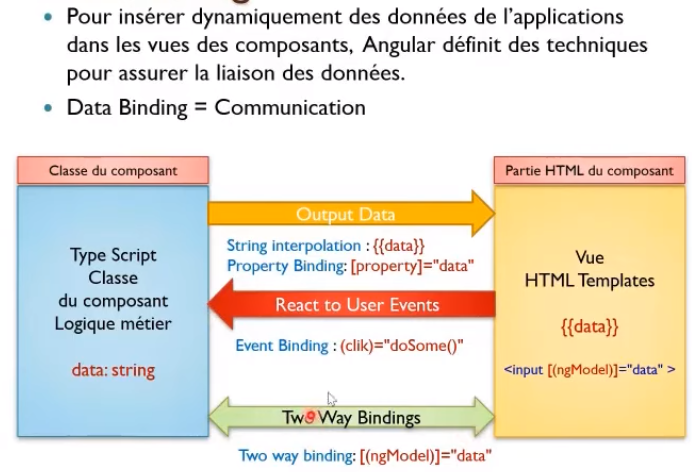 Pour insérer dynamiquement des données de l'applications
dans les vues des composants, Angular définit des techniques
pour assurer la liaison des données.
Data Binding = Communication
Classe du composant
Partie HTML du composant
Output Data
String interpolation : {{data}}
Property Binding: [property]="data"
Type Script
Classe
du composant
Logique métier
data: string
Vue
HTML Templates
{{data}}
<input [(ngModel)]="data" >
React to User Events
Event Binding : (clik)="doSome()"
Two Way Bindings
Two way binding: [(ngModel)]="data"